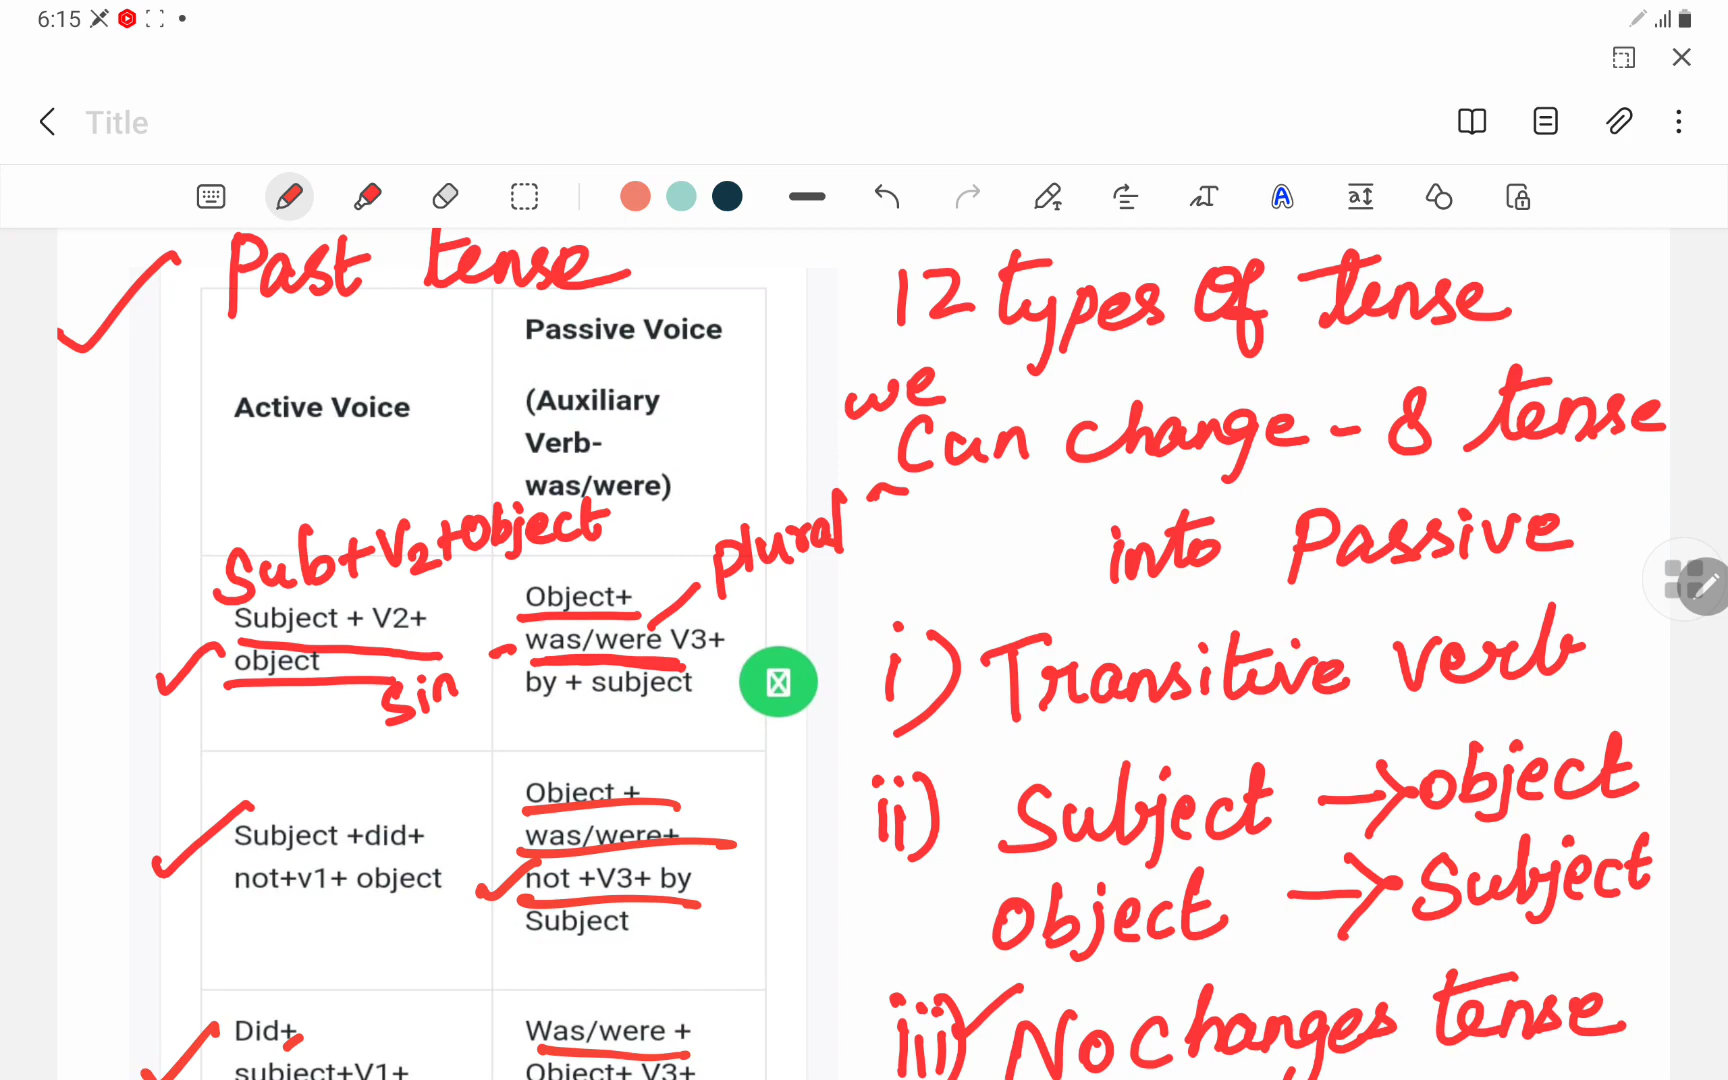 6:15
Title
Past tense
Active Voice
Passive Voice
(Auxiliary
Verb-
was/were)
Sub+V2+Object
Subject + V2+
object
Sin
Object+
was/were V3+
by + subject
plural
Subject +did+
not+v1+ object
Object +
was/were+
not +V3+ by
Subject
Did+
subject+V1+
Was/were +
Object+ V3+
12 types of tense
we
Can change - 8 tense
into Passive
i) Transitive verb
ii) Subject → object
object → Subject
iii) No changes tense